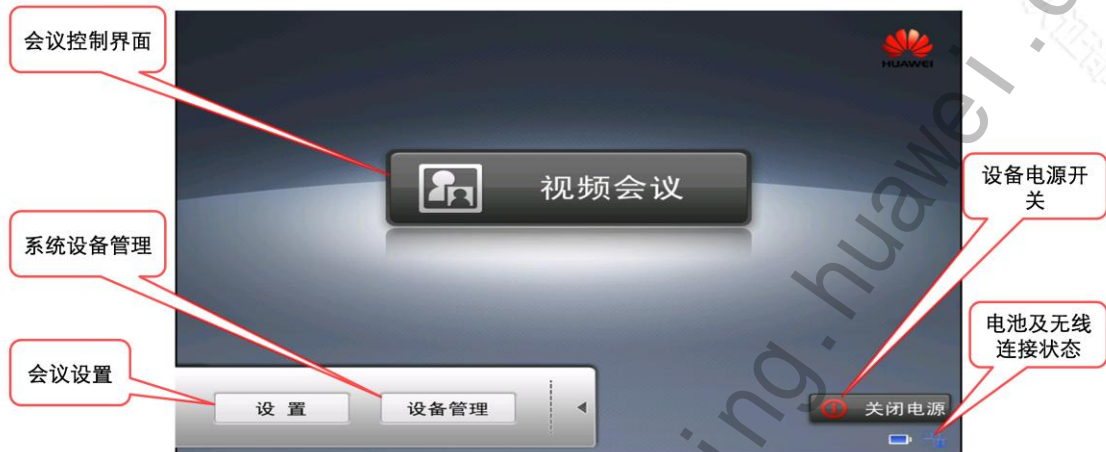 会议控制界面
HUAWEI
视频会议
设备电源开
关
系统设备管理
电池及无线
连接状态
会议设置
设 置
设备管理
关闭电源
ing.huawei.c